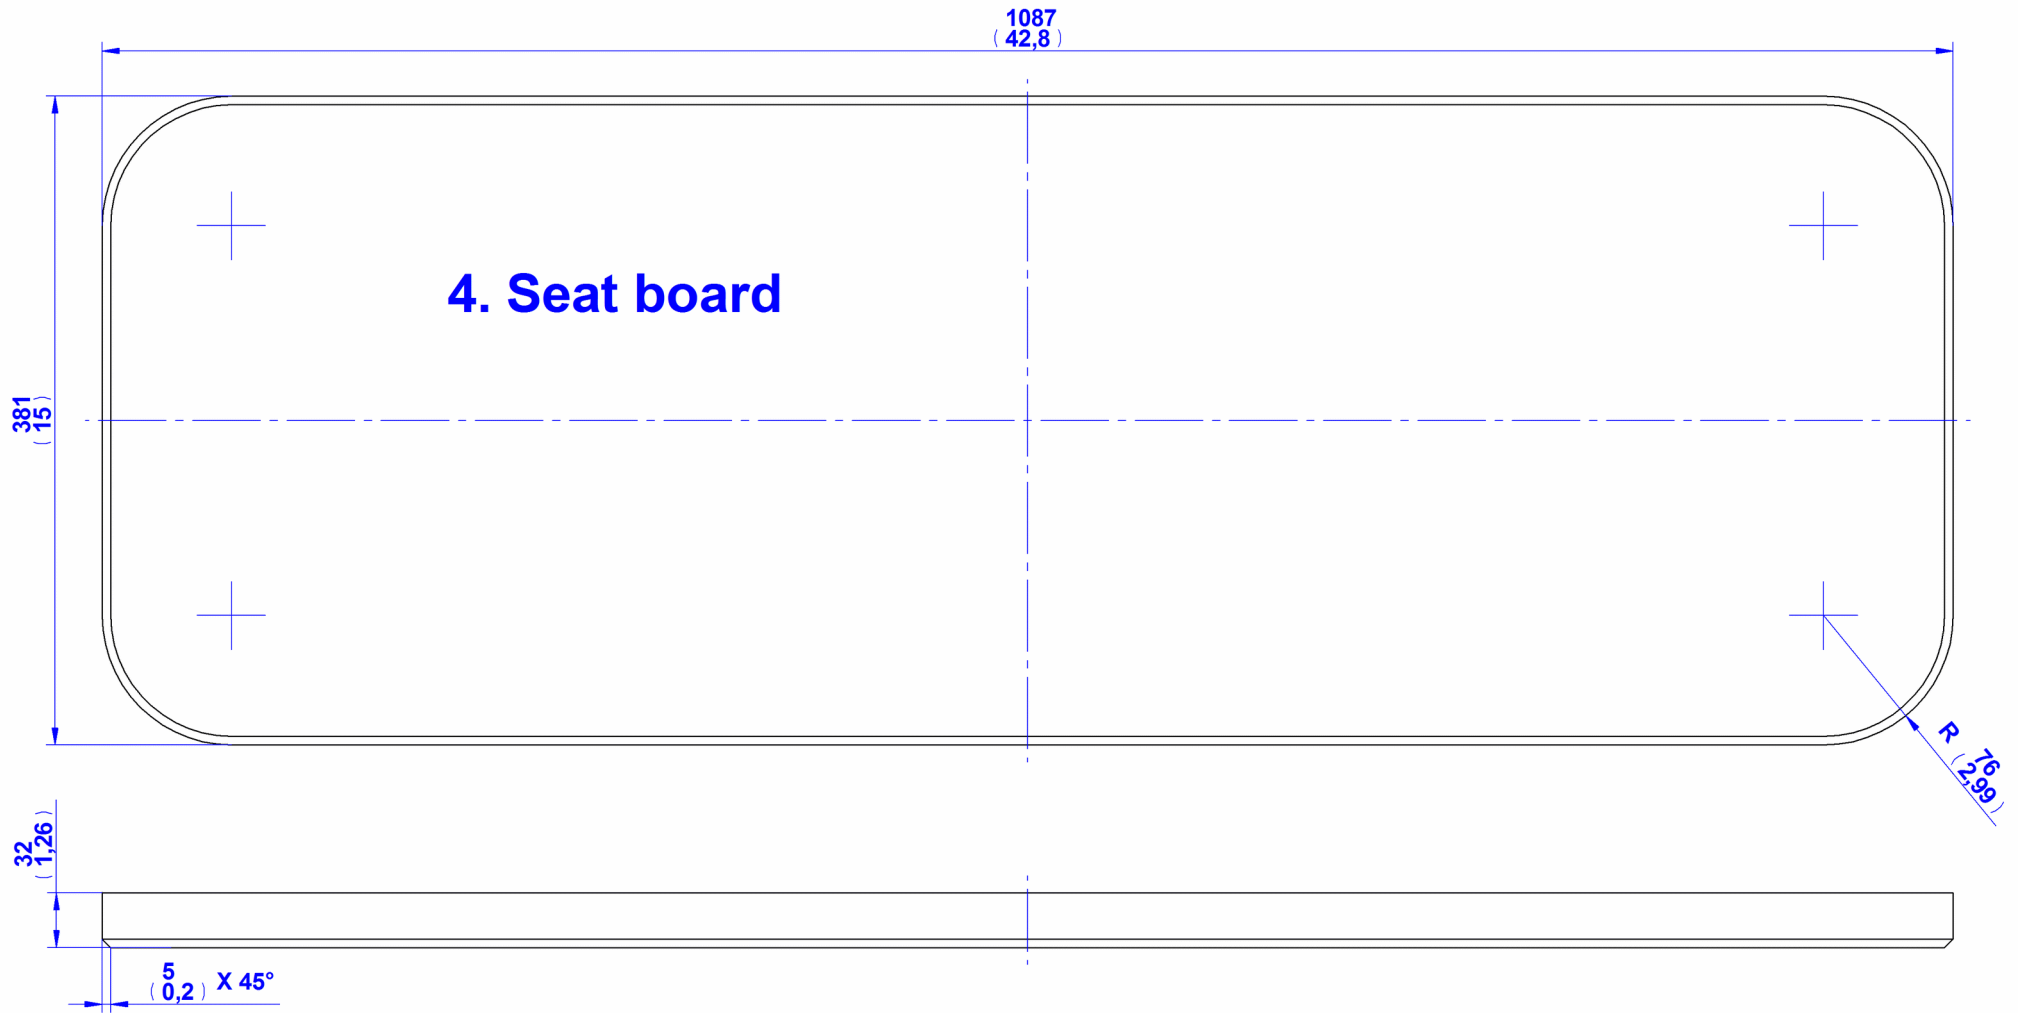 1087
( 42,8 )
4. Seat board
381
( 15 )
R 76
( 2,99 )
32
( 1,26 )
5
( 0,2 ) X 45°